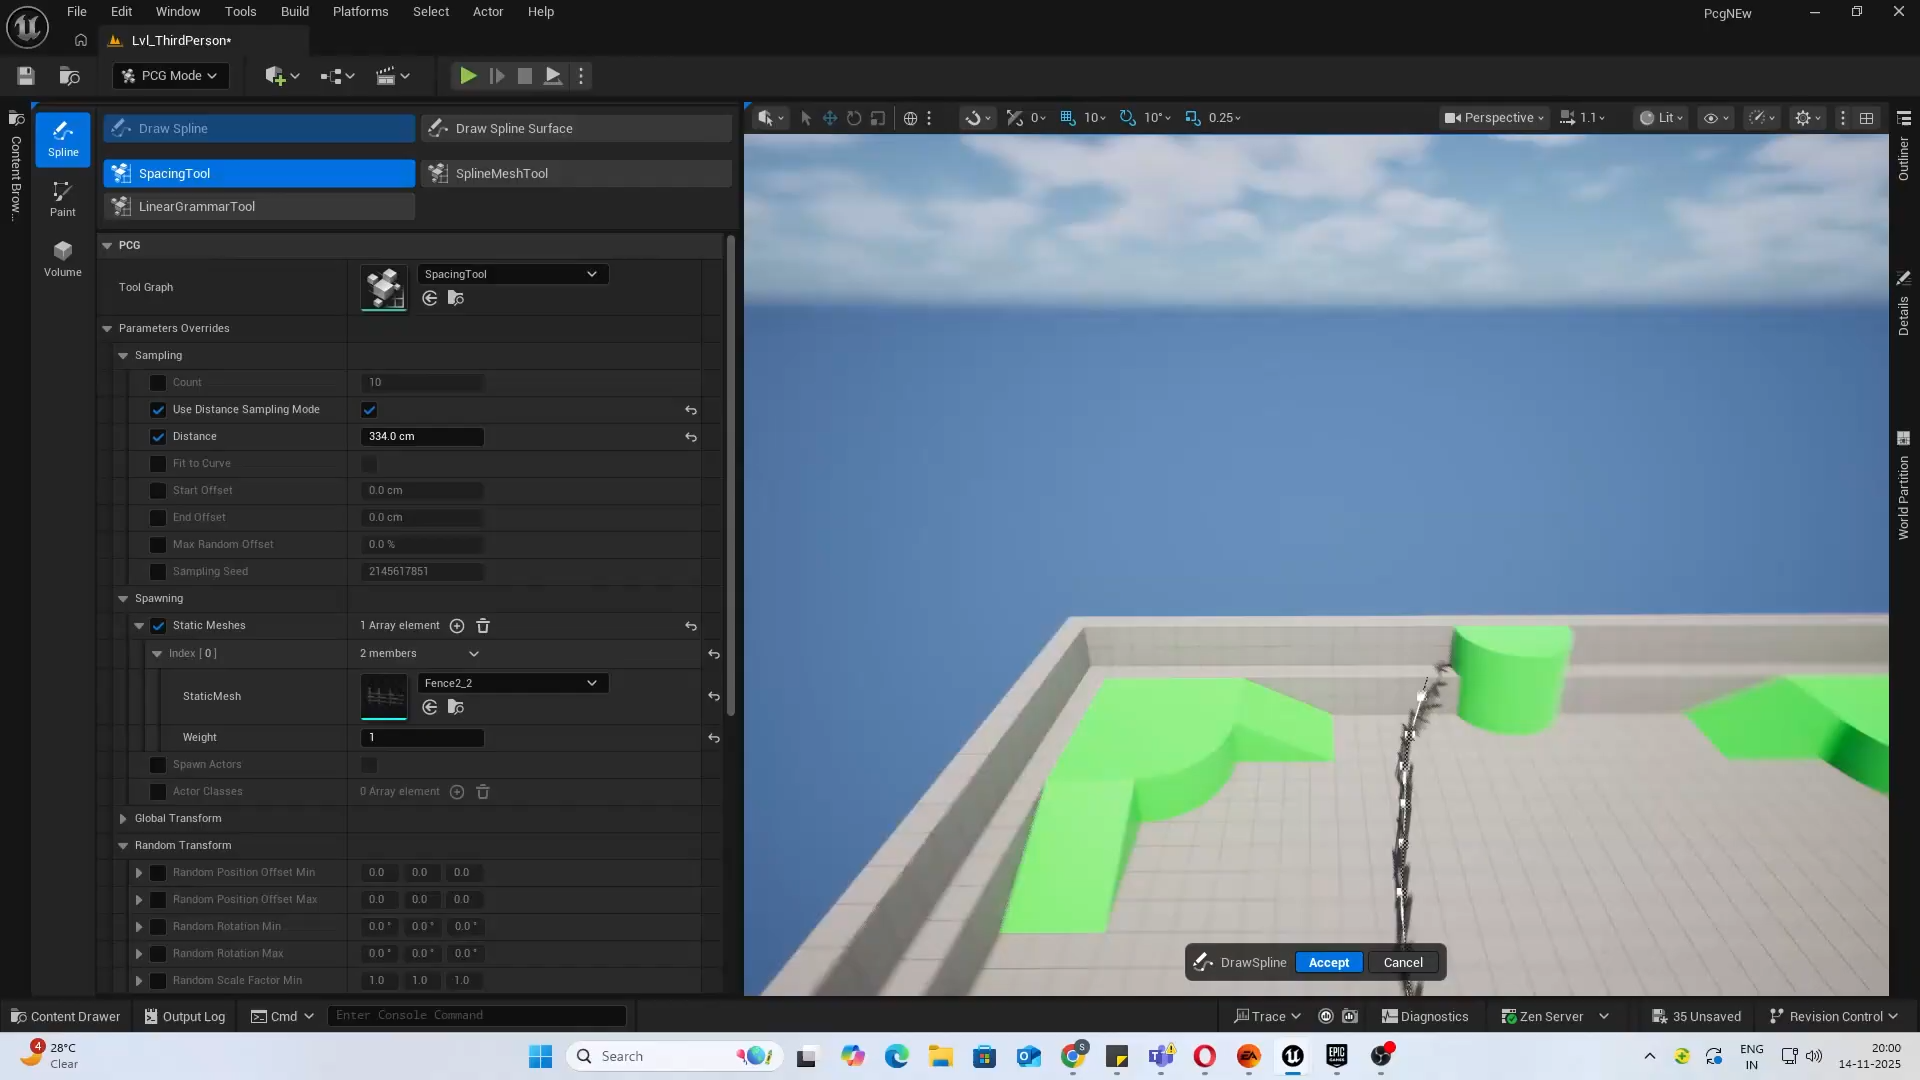 File Edit Window Tools Build Platforms Select Actor Help
PcgNEw
Lvl_ThirdPerson*
PCG Mode
Content Brow...
Spline
Paint
Volume
Draw Spline
Draw Spline Surface
SpacingTool
SplineMeshTool
LinearGrammarTool
PCG
Tool Graph
SpacingTool
Parameters Overrides
Sampling
Count 10
Use Distance Sampling Mode
Distance 334.0 cm
Fit to Curve
Start Offset 0.0 cm
End Offset 0.0 cm
Max Random Offset 0.0 %
Sampling Seed 2145617851
Spawning
Static Meshes 1 Array element
Index [ 0 ] 2 members
StaticMesh Fence2_2
Weight 1
Spawn Actors
Actor Classes 0 Array element
Global Transform
Random Transform
Random Position Offset Min 0.0 0.0 0.0
Random Position Offset Max 0.0 0.0 0.0
Random Rotation Min 0.0 ° 0.0 ° 0.0 °
Random Rotation Max 0.0 ° 0.0 ° 0.0 °
Random Scale Factor Min 1.0 1.0 1.0
0 10 10° 0.25
Perspective 1.1 Lit
Outliner
Details
World Partition
DrawSpline Accept Cancel
Content Drawer Output Log Cmd Enter Console Command
Trace Diagnostics Zen Server 35 Unsaved Revision Control
4
28°C
Clear
Search
S
EA
EPIC
GAMES
ENG
IN
20:00
14-11-2025